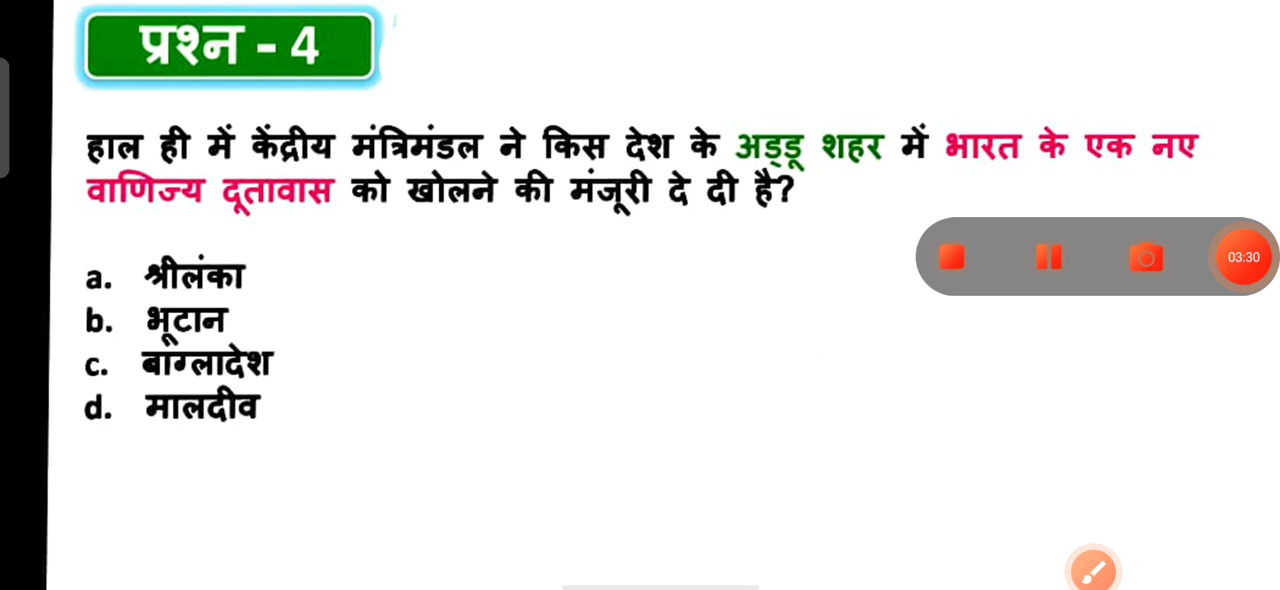 प्रश्न - 4
हाल ही में केंद्रीय मंत्रिमंडल ने किस देश के अड्डू शहर में भारत के एक नए
वाणिज्य दूतावास को खोलने की मंजूरी दे दी है?
03:30
a. श्रीलंका
b. भूटान
c. बाग्लादेश
d. मालदीव